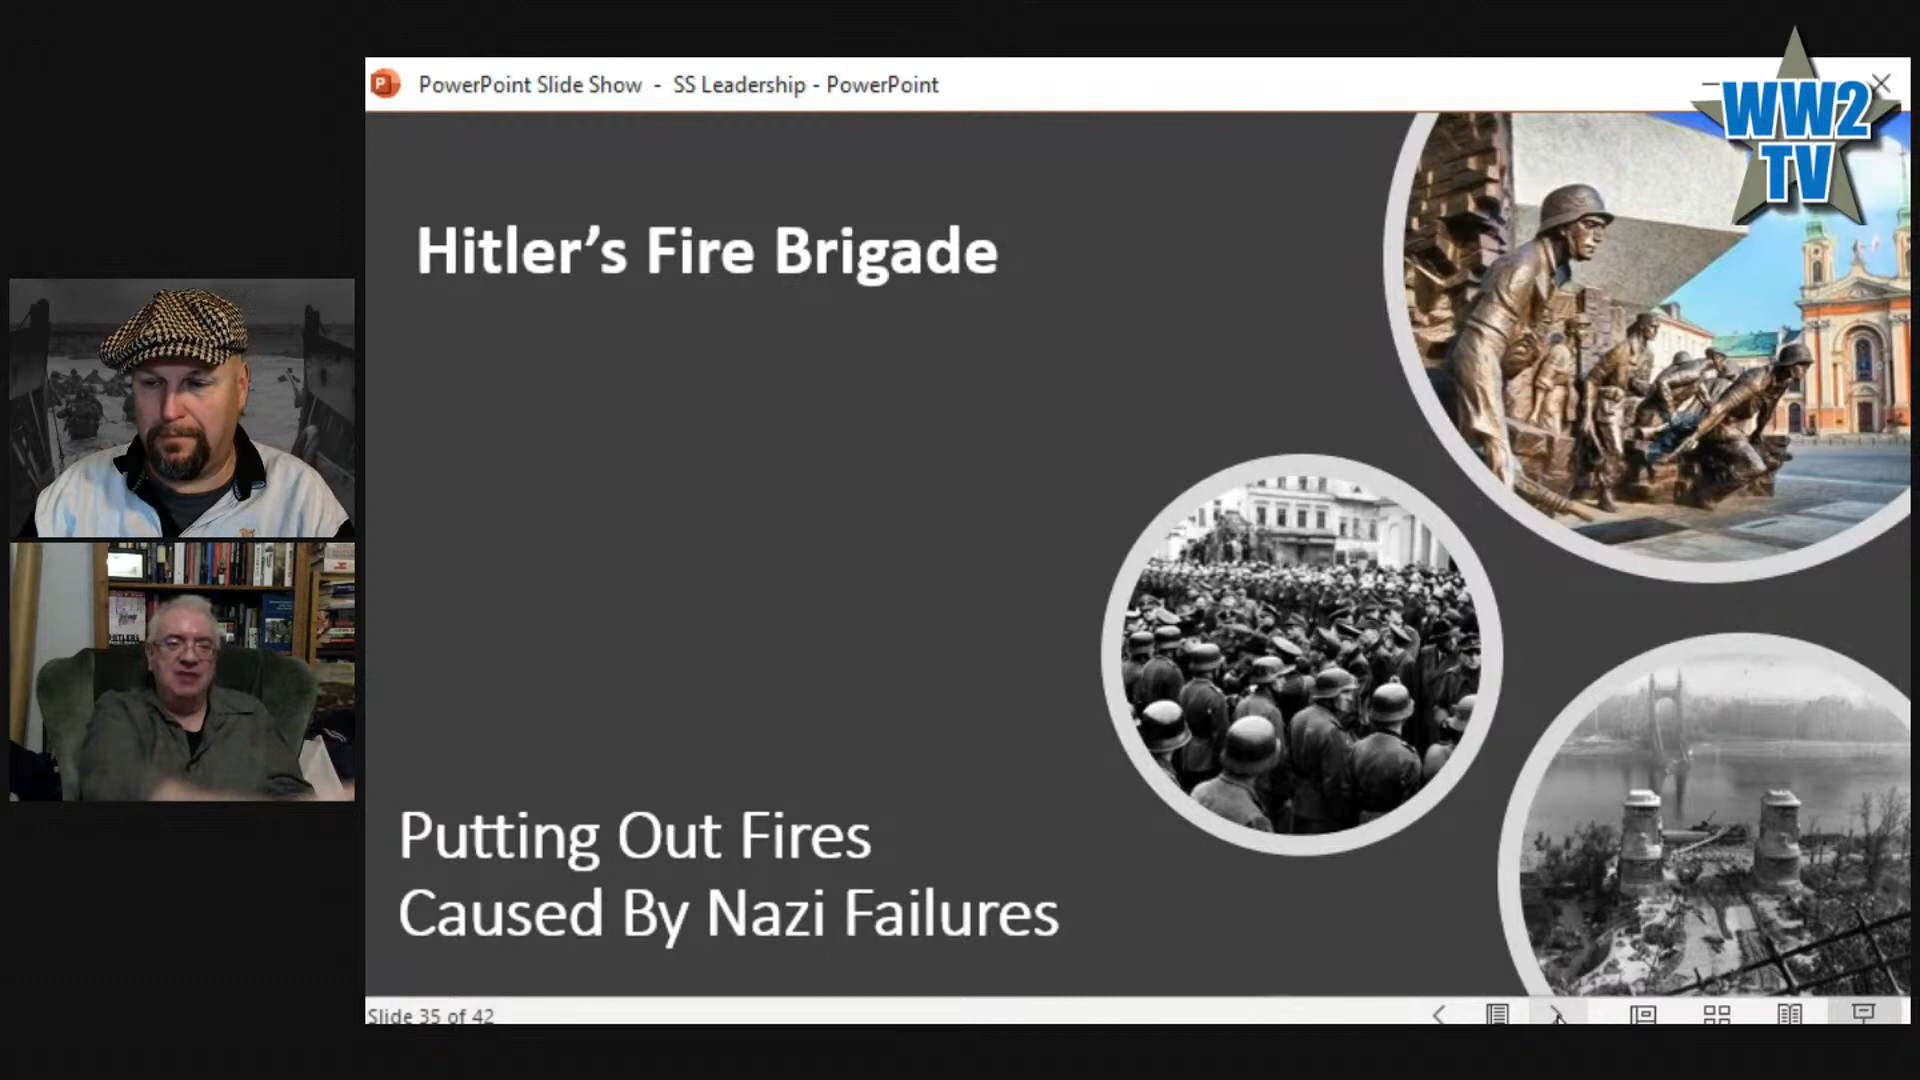 PowerPoint Slide Show - SS Leadership - PowerPoint
WW2
TV
Hitler's Fire Brigade
Putting Out Fires
Caused By Nazi Failures
Slide 35 of 42